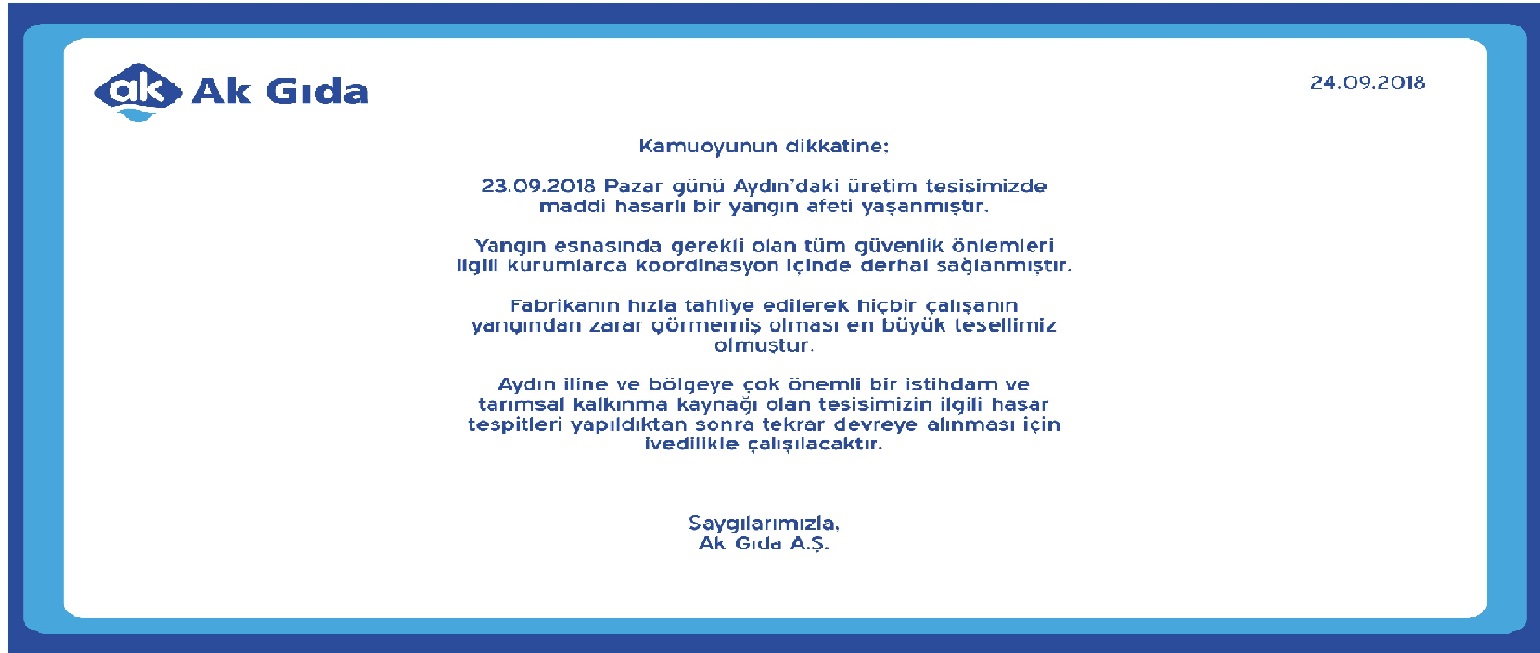 ak Ak Gıda
24.09.2018
Kamuoyunun dikkatine;
23.09.2018 Pazar günü Aydın'daki üretim tesisimizde
maddi hasarlı bir yangın afeti yaşanmıştır.
Yangın esnasında gerekli olan tüm güvenlik önlemleri
ilgili kurumlarca koordinasyon içinde derhal sağlanmıştır.
Fabrikanın hızla tahliye edilerek hiçbir çalışanın
yangından zarar görmemiş olması en büyük tesellimiz
olmuştur.
Aydın iline ve bölgeye çok önemli bir istihdam ve
tarımsal kalkınma kaynağı olan tesisimizin ilgili hasar
tespitleri yapıldıktan sonra tekrar devreye alınması için
ivedilikle çalışılacaktır.
Saygılarımızla,
Ak Gıda A.Ş.